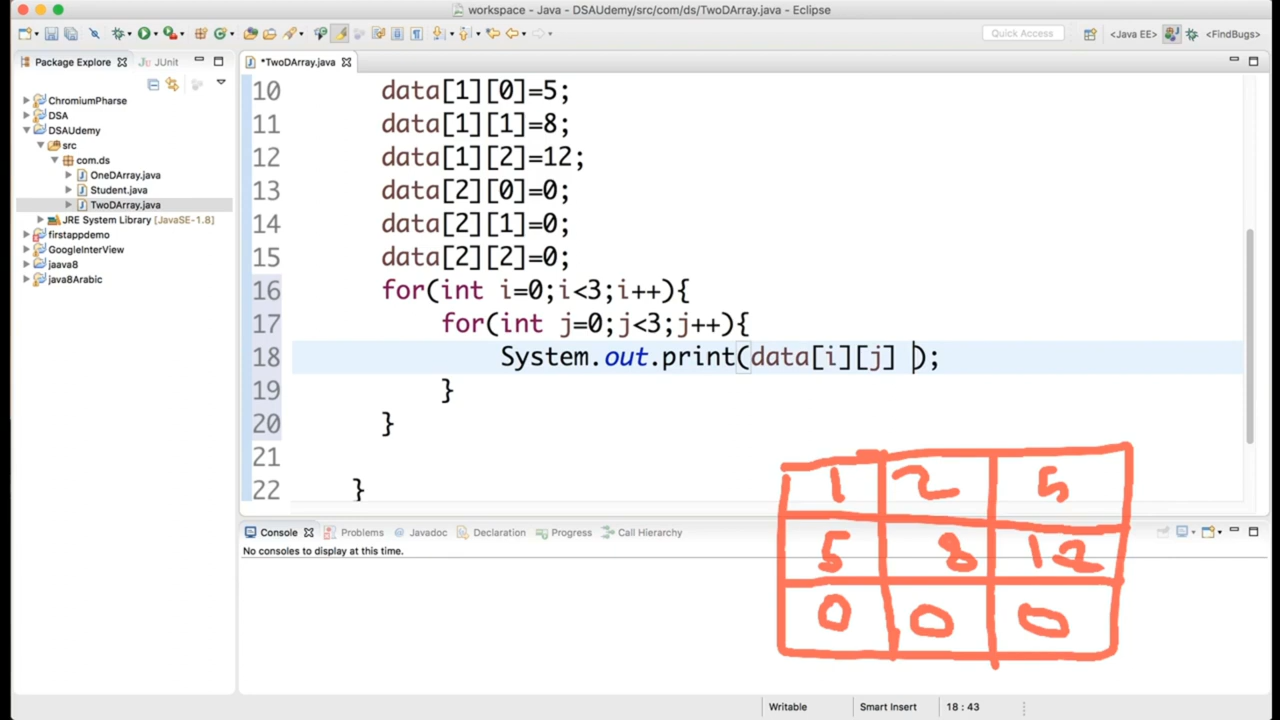 workspace - Java - DSAUdemy/src/com/ds/TwoDArray.java - Eclipse
Quick Access
<Java EE>
<FindBugs>
Package Explorer
JUnit
*TwoDArray.java
ChromiumPharse
DSA
DSAUdemy
src
com.ds
OneDArray.java
Student.java
TwoDArray.java
JRE System Library [JavaSE-1.8]
firstappdemo
GoogleInterView
jaava8
java8Arabic
10 data[1][0]=5;
11 data[1][1]=8;
12 data[1][2]=12;
13 data[2][0]=0;
14 data[2][1]=0;
15 data[2][2]=0;
16 for(int i=0;i<3;i++){
17 for(int j=0;j<3;j++){
18 System.out.print(data[i][j] );
19 }
20 }
21
22 }
1 2 5
5 8 12
0 0 0
Console
Problems
@ Javadoc
Declaration
Progress
Call Hierarchy
No consoles to display at this time.
Writable
Smart Insert
18 : 43